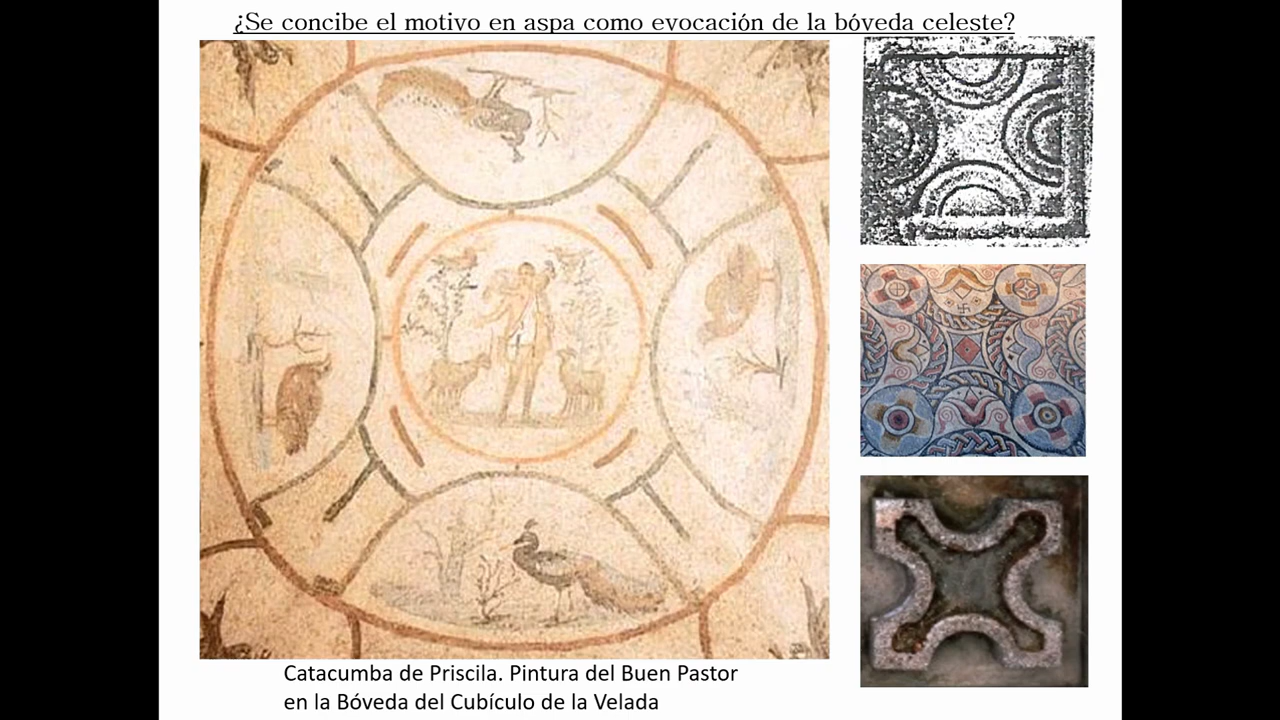 ¿Se concibe el motivo en aspa como evocación de la bóveda celeste?
Catacumba de Priscila. Pintura del Buen Pastor
en la Bóveda del Cubículo de la Velada